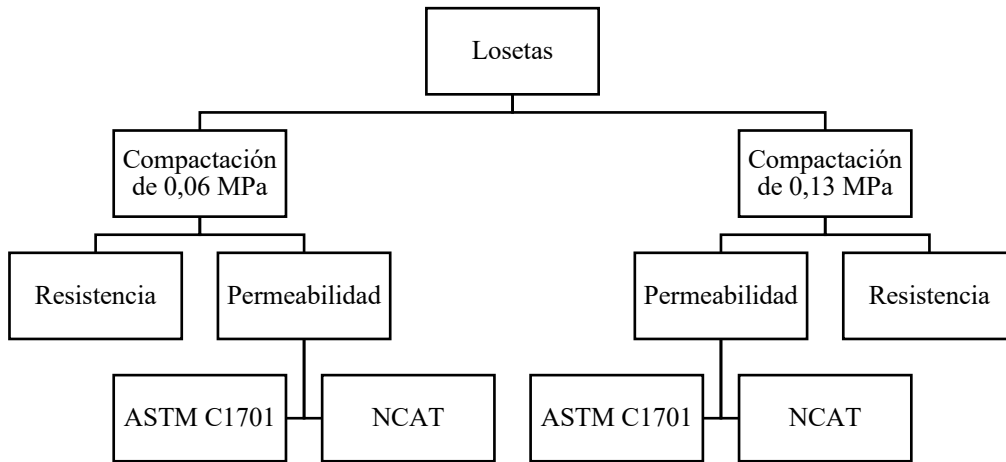 Losetas
Compactación
de 0,06 MPa
Compactación
de 0,13 MPa
Resistencia
Permeabilidad
Permeabilidad
Resistencia
ASTM C1701
NCAT
ASTM C1701
NCAT